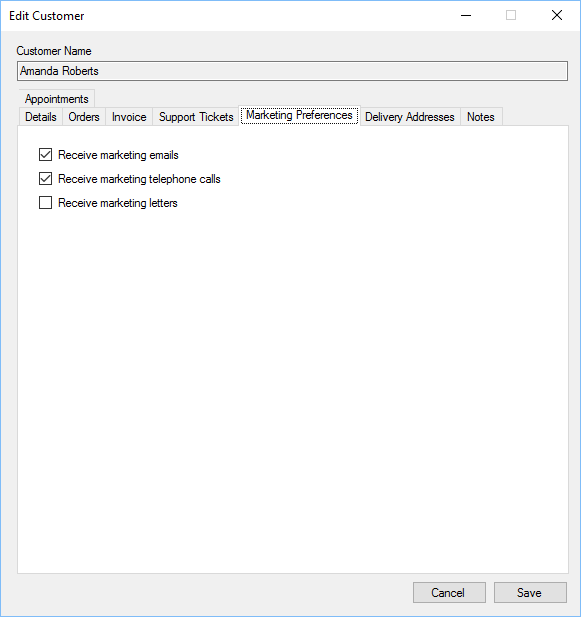 Edit Customer
Customer Name
Amanda Roberts
Appointments
Details Orders Invoice Support Tickets Marketing Preferences Delivery Addresses Notes
Receive marketing emails
Receive marketing telephone calls
Receive marketing letters
Cancel Save